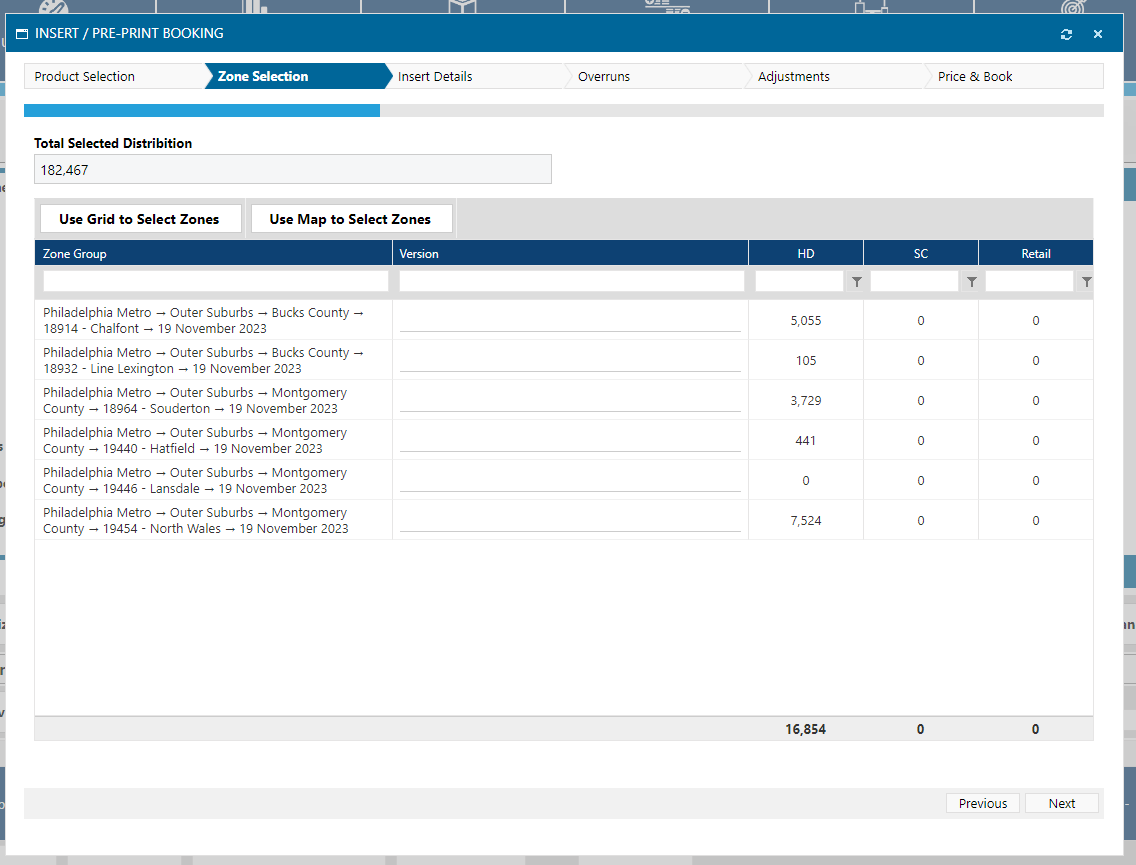 INSERT / PRE-PRINT BOOKING
Product Selection
Zone Selection
Insert Details
Overruns
Adjustments
Price & Book
Total Selected Distribition
182,467
Use Grid to Select Zones
Use Map to Select Zones
Zone Group
Version
HD
SC
Retail
Philadelphia Metro → Outer Suburbs → Bucks County →
18914 - Chalfont → 19 November 2023
5,055
0
0
Philadelphia Metro → Outer Suburbs → Bucks County →
18932 - Line Lexington → 19 November 2023
105
0
0
Philadelphia Metro → Outer Suburbs → Montgomery
County → 18964 - Souderton → 19 November 2023
3,729
0
0
Philadelphia Metro → Outer Suburbs → Montgomery
County → 19440 - Hatfield → 19 November 2023
441
0
0
Philadelphia Metro → Outer Suburbs → Montgomery
County → 19446 - Lansdale → 19 November 2023
0
0
0
Philadelphia Metro → Outer Suburbs → Montgomery
County → 19454 - North Wales → 19 November 2023
7,524
0
0
16,854
0
0
Previous
Next